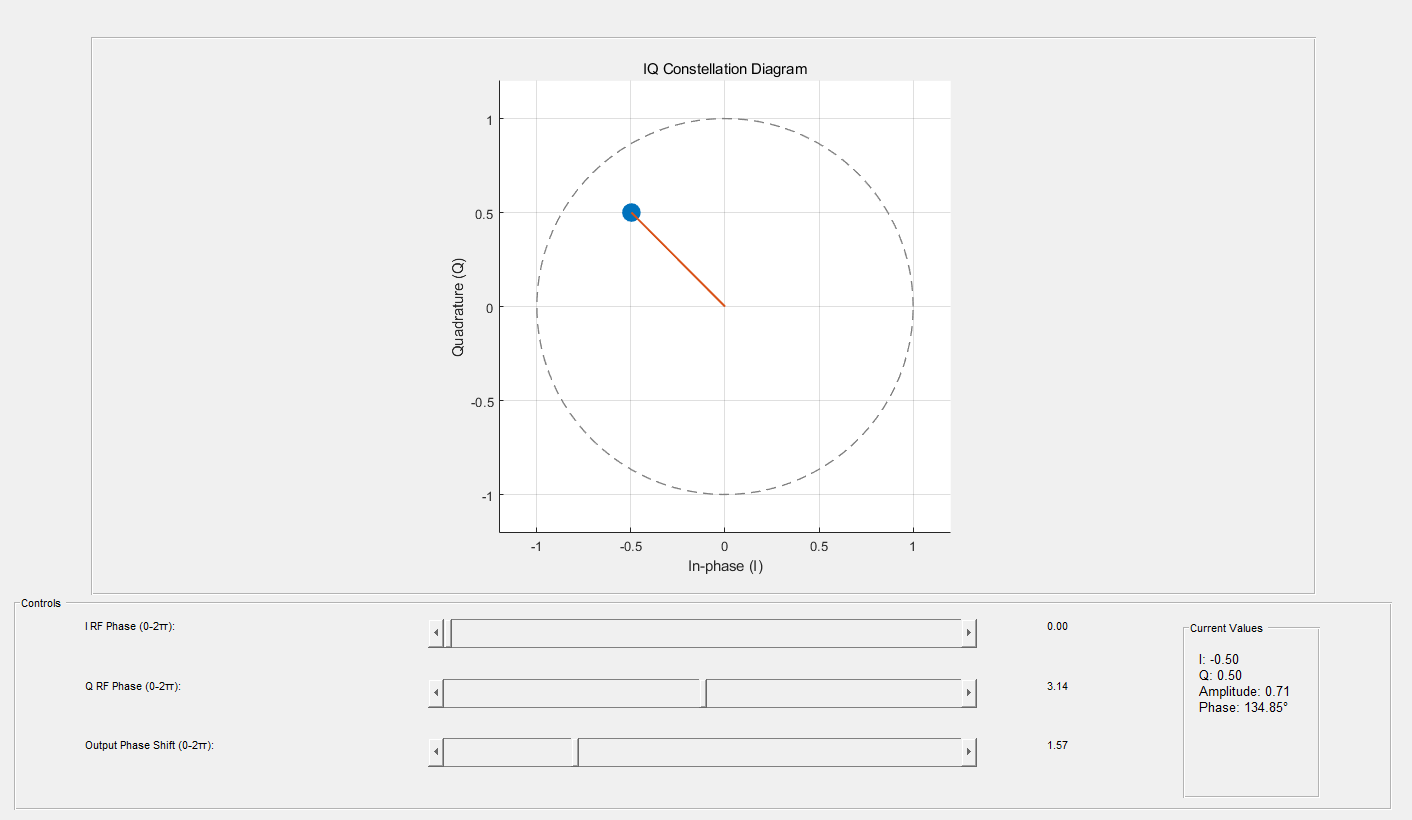 IQ Constellation Diagram
1
0.5
0
-0.5
-1
Quadrature (Q)
-1 -0.5 0 0.5 1
In-phase (I)
Controls
I RF Phase (0-2π): 0.00
Q RF Phase (0-2π): 3.14
Output Phase Shift (0-2π): 1.57
Current Values
I: -0.50
Q: 0.50
Amplitude: 0.71
Phase: 134.85°